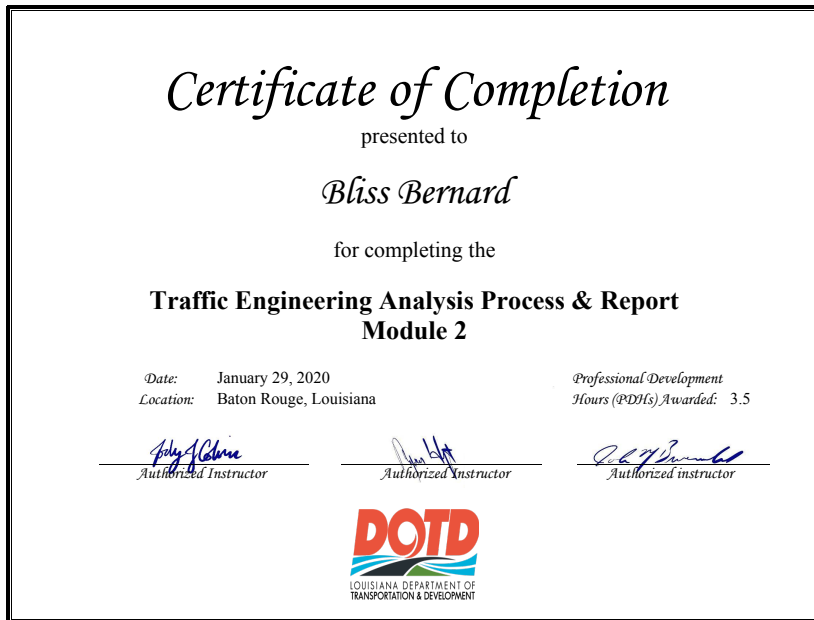 Certificate of Completion
presented to
Bliss Bernard
for completing the
Traffic Engineering Analysis Process & Report
Module 2
Date: January 29, 2020
Location: Baton Rouge, Louisiana
Professional Development
Hours (PDHs) Awarded: 3.5
Authorized Instructor
Authorized Instructor
Authorized instructor
DOTD
LOUISIANA DEPARTMENT OF
TRANSPORTATION & DEVELOPMENT